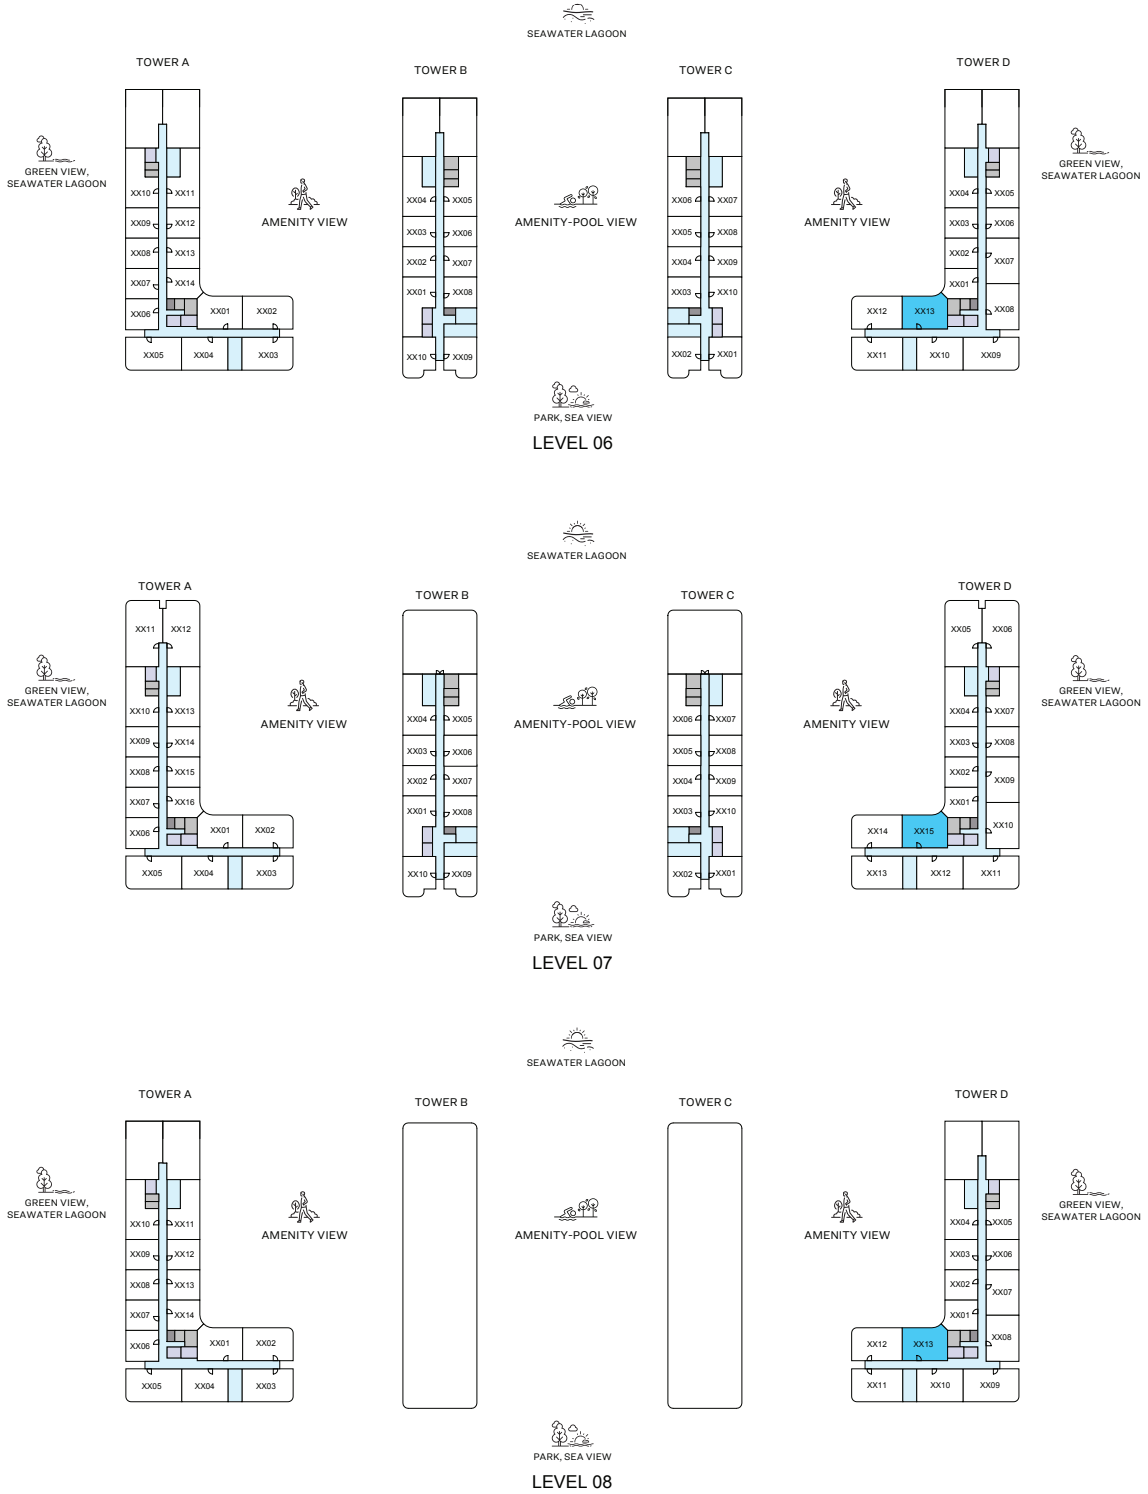 SEAWATER LAGOON
TOWER A
TOWER B
TOWER C
TOWER D
GREEN VIEW,
SEAWATER LAGOON
AMENITY VIEW
AMENITY-POOL VIEW
AMENITY VIEW
GREEN VIEW,
SEAWATER LAGOON
XX10 XX11
XX09 XX12
XX08 XX13
XX07 XX14
XX06 XX01 XX02
XX05 XX04 XX03
XX04 XX05
XX03 XX06
XX02 XX07
XX01 XX08
XX10 XX09
XX06 XX07
XX05 XX08
XX04 XX09
XX03 XX10
XX02 XX01
XX04 XX05
XX03 XX06
XX02 XX07
XX01
XX12 XX13 XX08
XX11 XX10 XX09
PARK, SEA VIEW
LEVEL 06
SEAWATER LAGOON
TOWER A
TOWER B
TOWER C
TOWER D
GREEN VIEW,
SEAWATER LAGOON
AMENITY VIEW
AMENITY-POOL VIEW
AMENITY VIEW
GREEN VIEW,
SEAWATER LAGOON
XX11 XX12
XX10 XX13
XX09 XX14
XX08 XX15
XX07 XX16
XX06 XX01 XX02
XX05 XX04 XX03
XX04 XX05
XX03 XX06
XX02 XX07
XX01 XX08
XX10 XX09
XX06 XX07
XX05 XX08
XX04 XX09
XX03 XX10
XX02 XX01
XX05 XX06
XX04 XX07
XX03 XX08
XX02 XX09
XX01
XX14 XX15 XX10
XX13 XX12 XX11
PARK, SEA VIEW
LEVEL 07
SEAWATER LAGOON
TOWER A
TOWER B
TOWER C
TOWER D
GREEN VIEW,
SEAWATER LAGOON
AMENITY VIEW
AMENITY-POOL VIEW
AMENITY VIEW
GREEN VIEW,
SEAWATER LAGOON
XX10 XX11
XX09 XX12
XX08 XX13
XX07 XX14
XX06 XX01 XX02
XX05 XX04 XX03
XX04 XX05
XX03 XX06
XX02 XX07
XX01
XX12 XX13 XX08
XX11 XX10 XX09
PARK, SEA VIEW
LEVEL 08